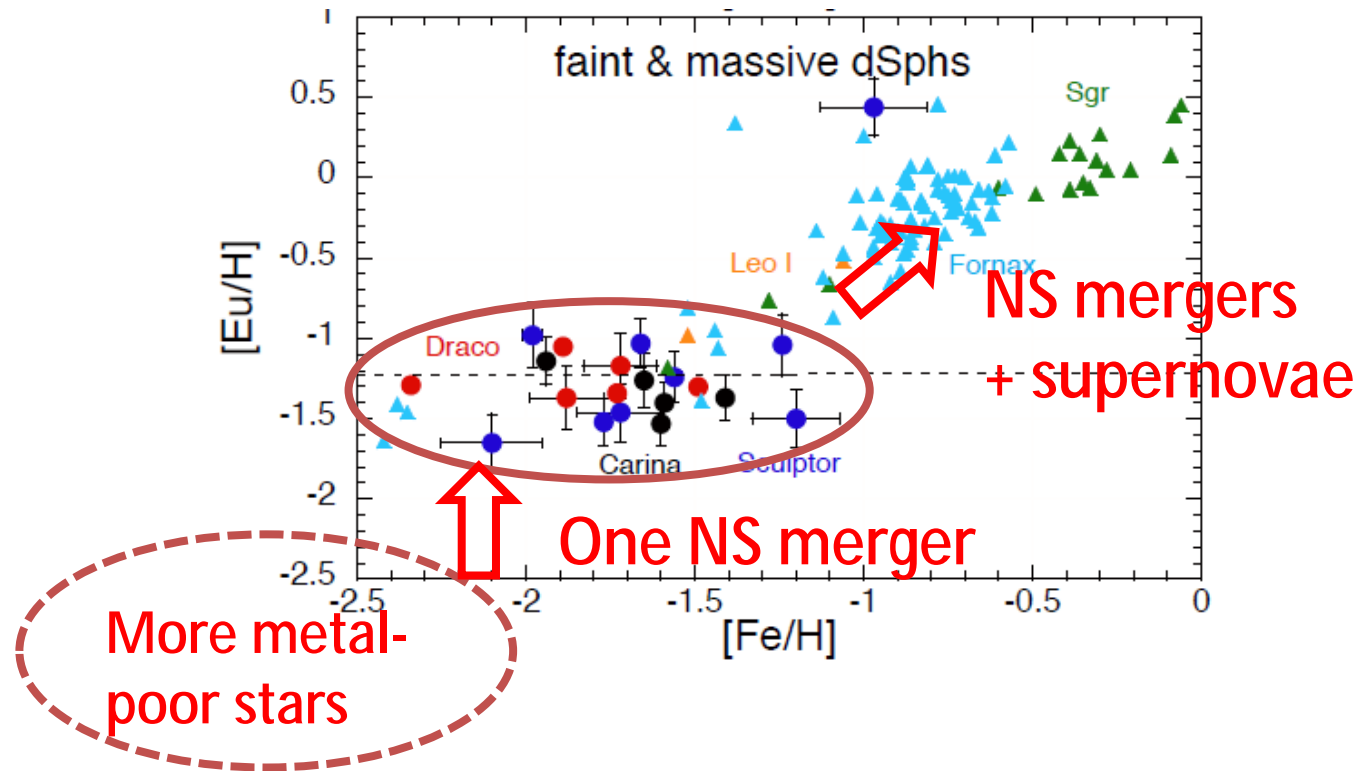 1
faint & massive dSphs
0.5
Sgr
0
-0.5
Leo I
Fornax
NS mergers
+ supernovae
-1
Draco
-1.5
Carina
Sculptor
-2
One NS merger
-2.5
-2.5
-2
-1.5
-1
-0.5
0
[Eu/H]
[Fe/H]
More metal-
poor stars